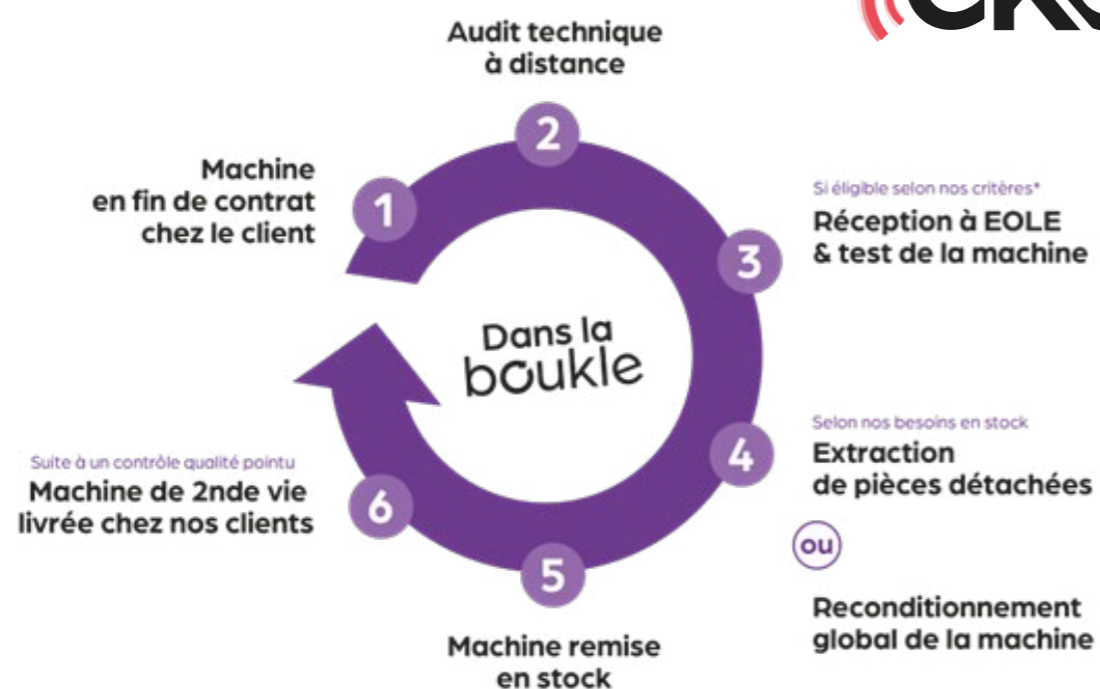 Audit technique
à distance
2
Machine
en fin de contrat
chez le client
1
Si éligible selon nos critères*
Réception à EOLE
& test de la machine
3
Dans la
boukle
Selon nos besoins en stock
Extraction
de pièces détachées
4
ou
Reconditionnement
global de la machine
5
Machine remise
en stock
Suite à un contrôle qualité pointu
Machine de 2nde vie
livrée chez nos clients
6